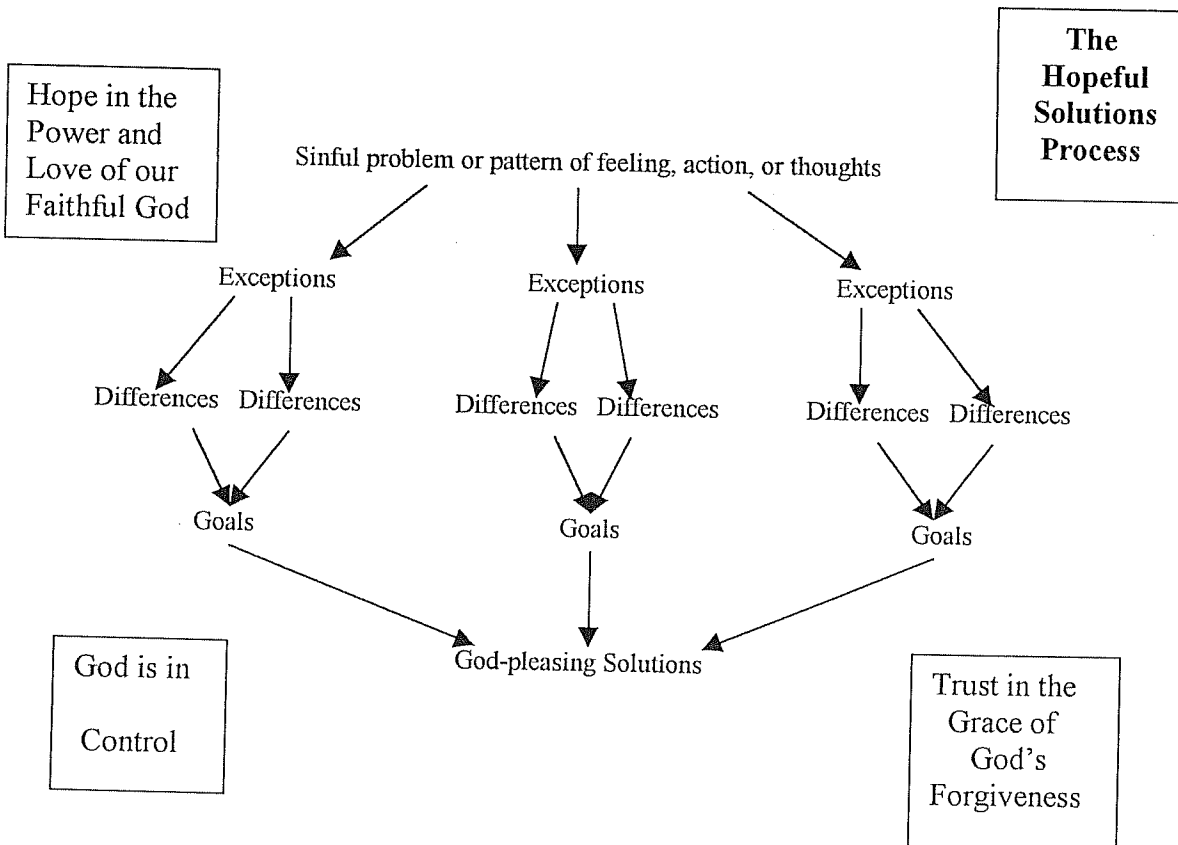 The
Hopeful
Solutions
Process
Hope in the
Power and
Love of our
Faithful God
Sinful problem or pattern of feeling, action, or thoughts
Exceptions
Exceptions
Exceptions
Differences Differences
Differences Differences
Differences Differences
Goals
Goals
Goals
God-pleasing Solutions
God is in
Control
Trust in the
Grace of
God's
Forgiveness